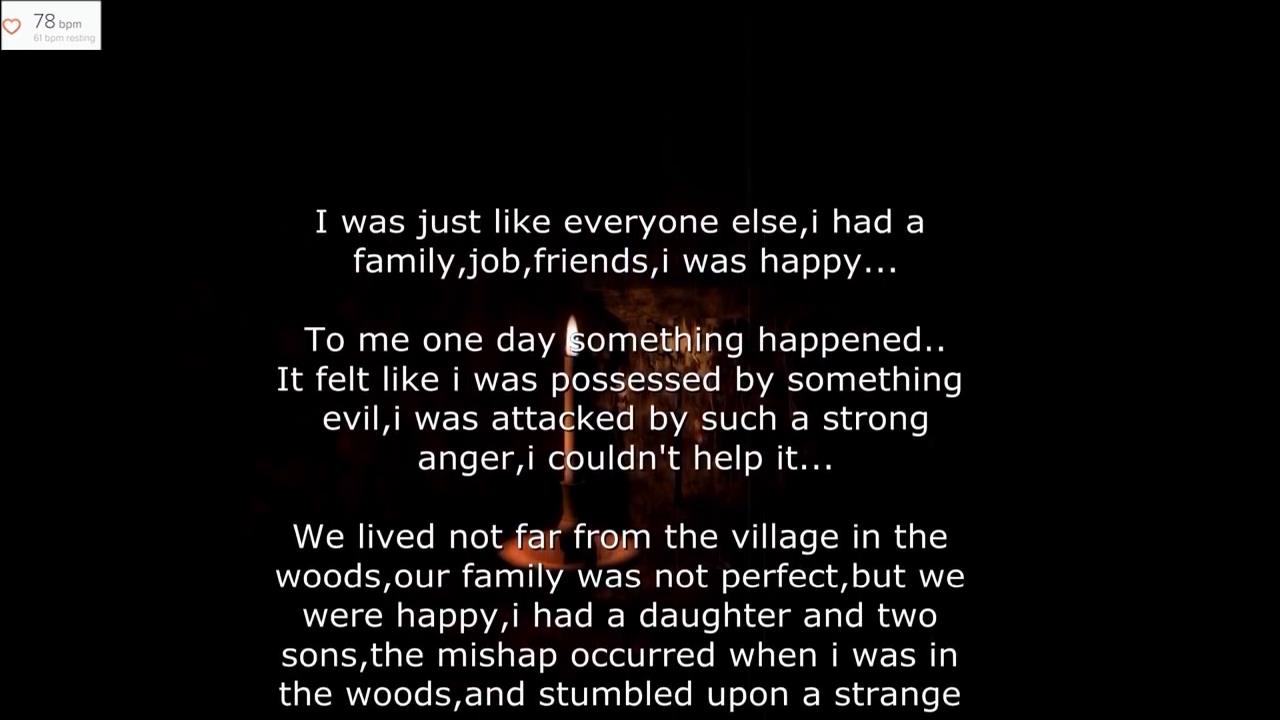 78 bpm
61 bpm resting
I was just like everyone else,i had a
family,job,friends,i was happy...
To me one day something happened..
It felt like i was possessed by something
evil,i was attacked by such a strong
anger,i couldn't help it...
We lived not far from the village in the
woods,our family was not perfect,but we
were happy,i had a daughter and two
sons,the mishap occurred when i was in
the woods,and stumbled upon a strange